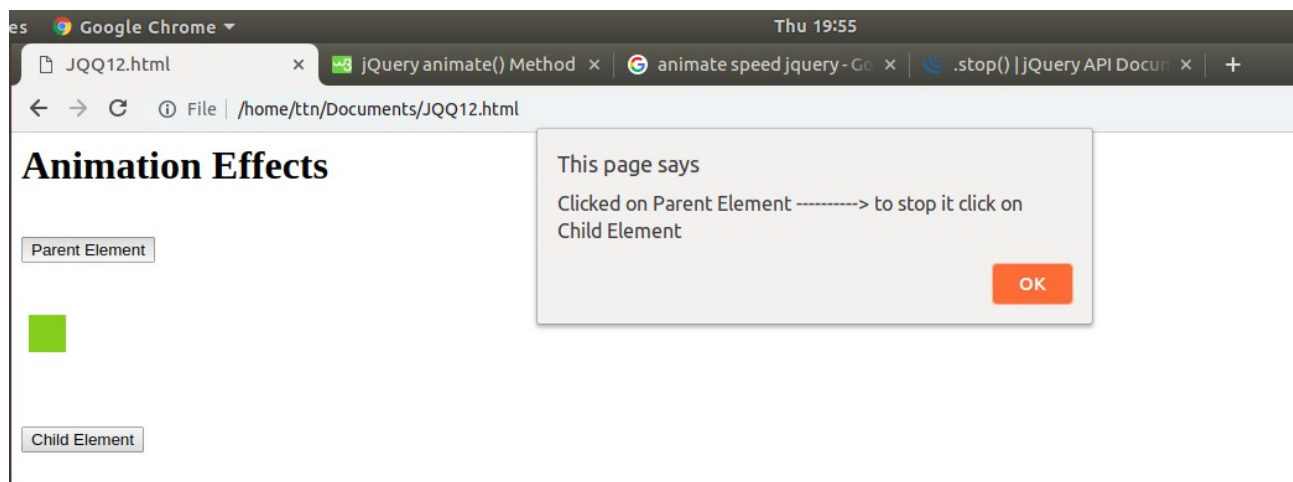 es Google Chrome ▾ Thu 19:55
JQQ12.html × jQuery animate() Method × animate speed jquery - Go × .stop() | jQuery API Docum × +
File | /home/ttn/Documents/JQQ12.html
Animation Effects
This page says
Clicked on Parent Element ----------> to stop it click on
Child Element
Parent Element
OK
Child Element